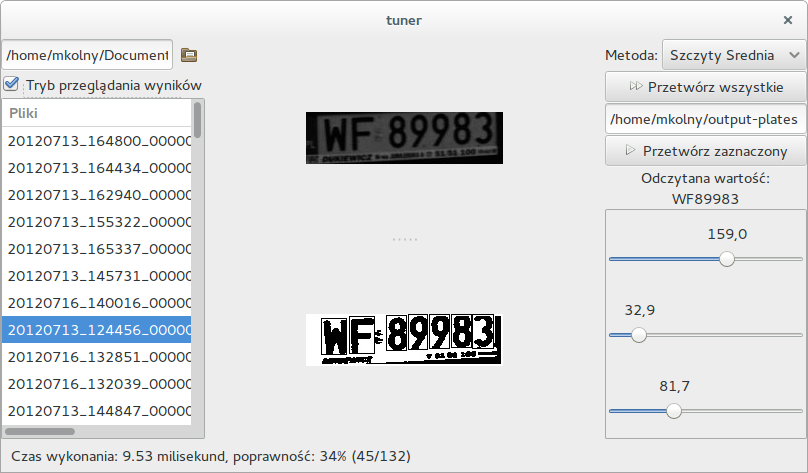 tuner
/home/mkolny/Document
Tryb przeglądania wyników
Pliki
20120713_164800_00000
20120713_164434_00000
20120713_162940_00000
20120713_155322_00000
20120713_165337_00000
20120713_145731_00000
20120716_140016_00000
20120713_124456_00000
20120716_132851_00000
20120716_132039_00000
20120713_144847_00000
WF 89983
WF 89983
Metoda: Szczyty Srednia
Przetwórz wszystkie
/home/mkolny/output-plates
Przetwórz zaznaczony
Odczytana wartość:
WF89983
159,0
32,9
81,7
Czas wykonania: 9.53 milisekund, poprawność: 34% (45/132)